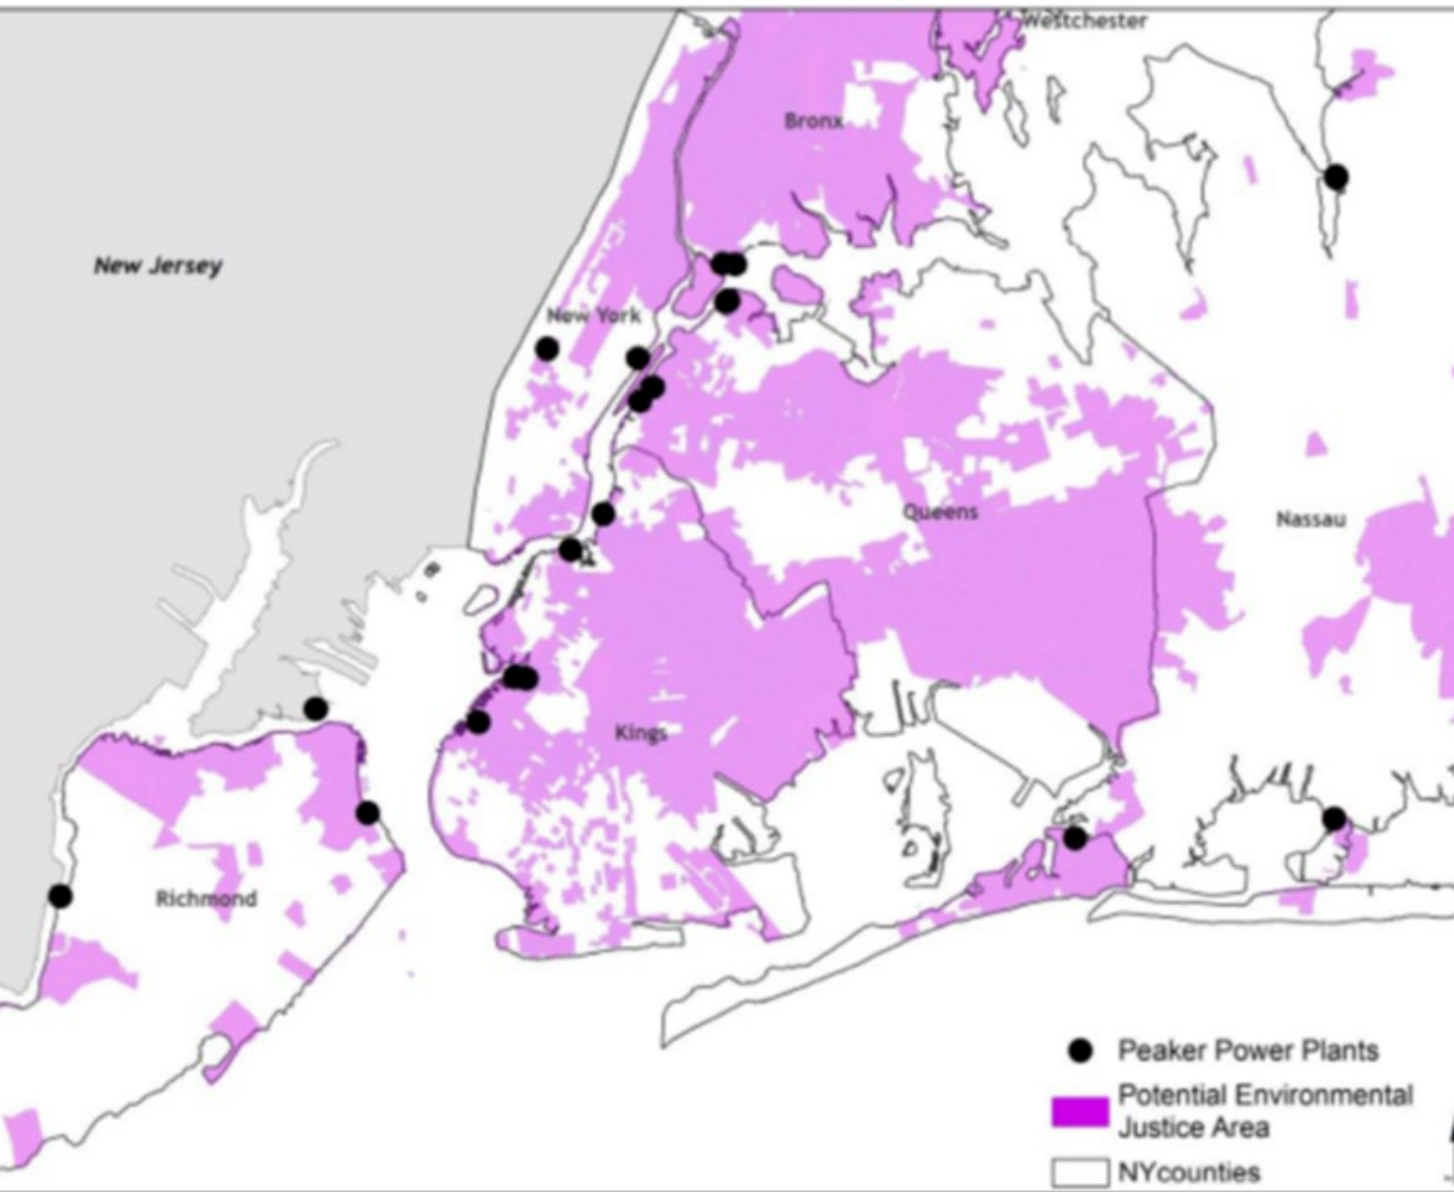 Westchester
Bronx
New Jersey
New York
Queens
Nassau
Kings
Richmond
Peaker Power Plants
Potential Environmental
Justice Area
NYcounties